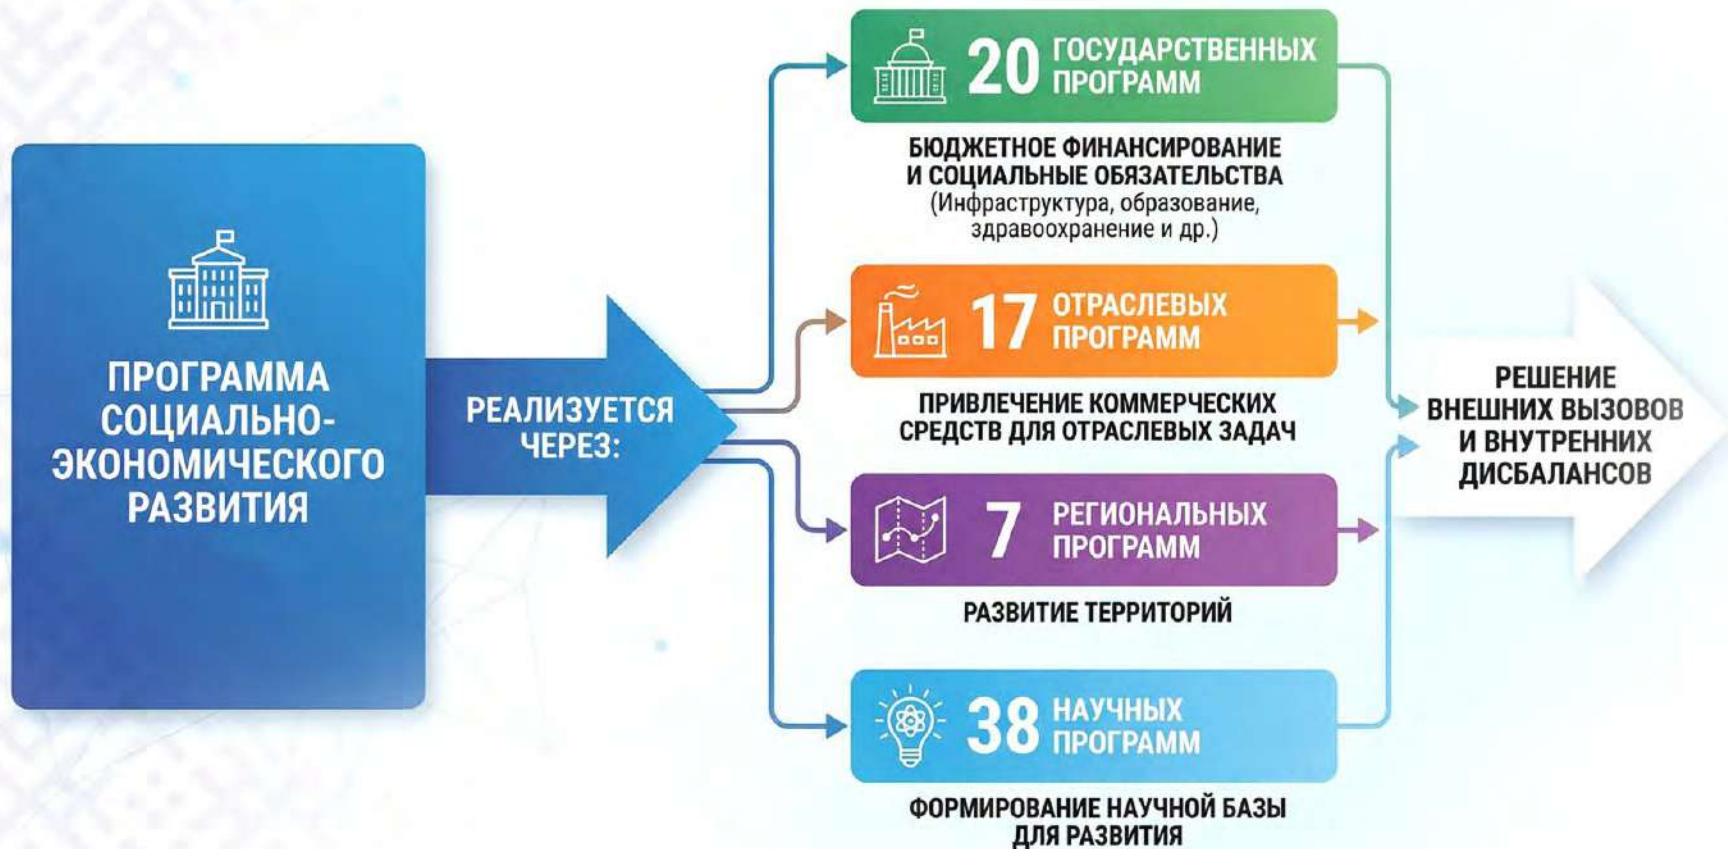 ПРОГРАММА
СОЦИАЛЬНО-
ЭКОНОМИЧЕСКОГО
РАЗВИТИЯ
РЕАЛИЗУЕТСЯ
ЧЕРЕЗ:
20 ГОСУДАРСТВЕННЫХ
ПРОГРАММ
БЮДЖЕТНОЕ ФИНАНСИРОВАНИЕ
И СОЦИАЛЬНЫЕ ОБЯЗАТЕЛЬСТВА
(Инфраструктура, образование,
здравоохранение и др.)
17 ОТРАСЛЕВЫХ
ПРОГРАММ
ПРИВЛЕЧЕНИЕ КОММЕРЧЕСКИХ
СРЕДСТВ ДЛЯ ОТРАСЛЕВЫХ ЗАДАЧ
7 РЕГИОНАЛЬНЫХ
ПРОГРАММ
РАЗВИТИЕ ТЕРРИТОРИЙ
38 НАУЧНЫХ
ПРОГРАММ
ФОРМИРОВАНИЕ НАУЧНОЙ БАЗЫ
ДЛЯ РАЗВИТИЯ
РЕШЕНИЕ
ВНЕШНИХ ВЫЗОВОВ
И ВНУТРЕННИХ
ДИСБАЛАНСОВ